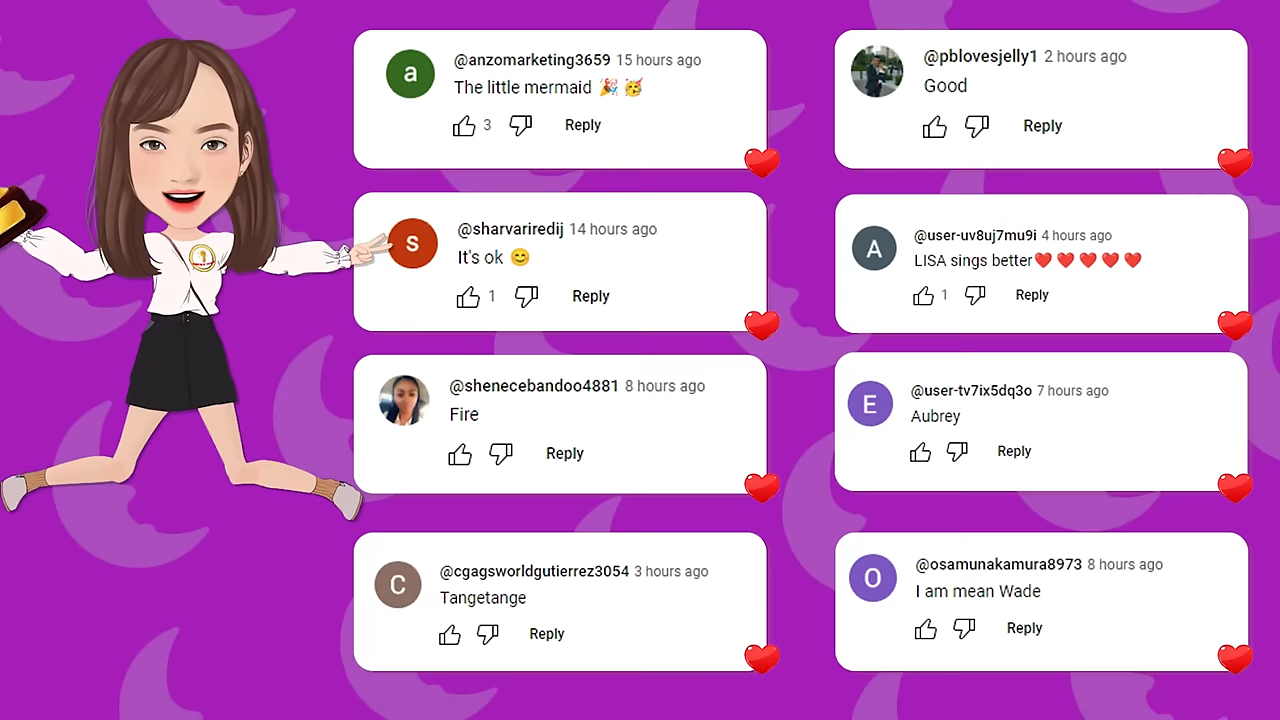 a
@anzomarketing3659 15 hours ago
The little mermaid 🎉 🥳
3 Reply
s
@sharvariredij 14 hours ago
It's ok 😊
1 Reply
@shenecebandoo4881 8 hours ago
Fire
Reply
C
@cgagsworldgutierrez3054 3 hours ago
Tangetange
Reply
@pblovesjelly1 2 hours ago
Good
Reply
A
@user-uv8uj7mu9i 4 hours ago
LISA sings better❤️❤️❤️❤️❤️
1 Reply
E
@user-tv7ix5dq3o 7 hours ago
Aubrey
Reply
O
@osamunakamura8973 8 hours ago
I am mean Wade
Reply